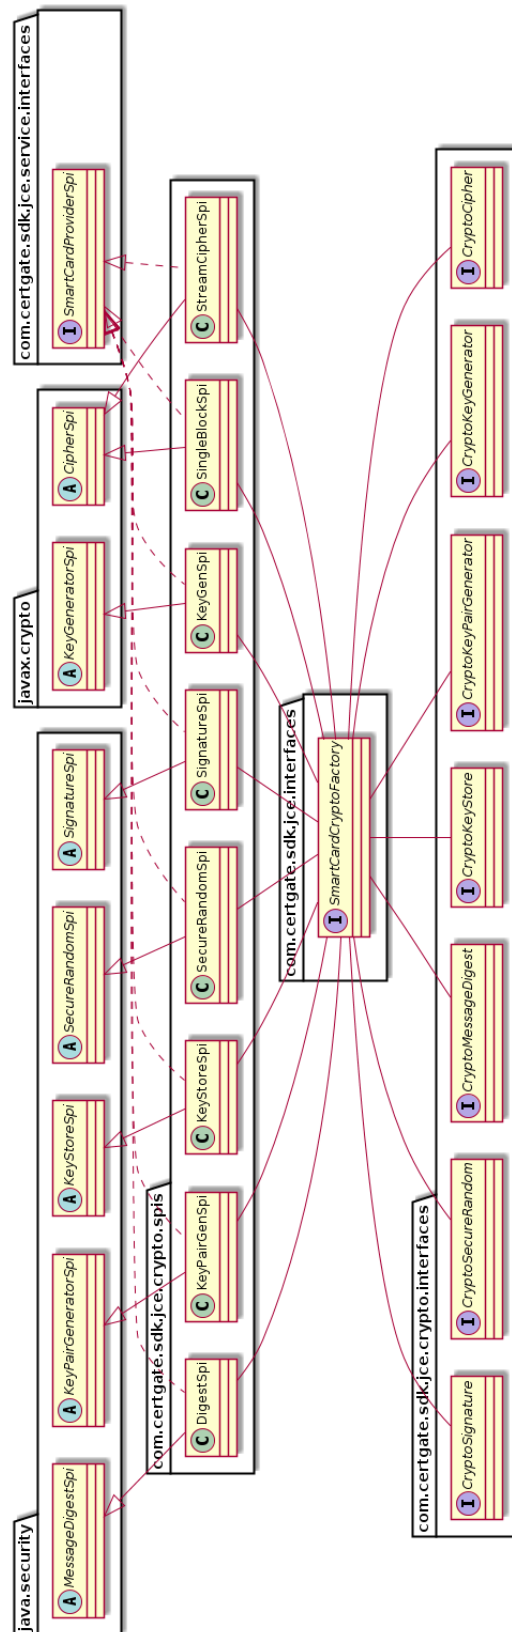 java.security
A MessageDigestSpi
A KeyPairGeneratorSpi
A KeyStoreSpi
A SecureRandomSpi
A SignatureSpi
javax.crypto
A KeyGeneratorSpi
A CipherSpi
com.certgate.sdk.jce.service.interfaces
I SmartCardProviderSpi
com.certgate.sdk.jce.crypto.spis
C DigestSpi
C KeyPairGenSpi
C KeyStoreSpi
C SecureRandomSpi
C SignatureSpi
C KeyGenSpi
C SingleBlockSpi
C StreamCipherSpi
com.certgate.sdk.jce.interfaces
I SmartCardCryptoFactory
com.certgate.sdk.jce.crypto.interfaces
I CryptoSignature
I CryptoSecureRandom
I CryptoMessageDigest
I CryptoKeyStore
I CryptoKeyPairGenerator
I CryptoKeyGenerator
I CryptoCipher